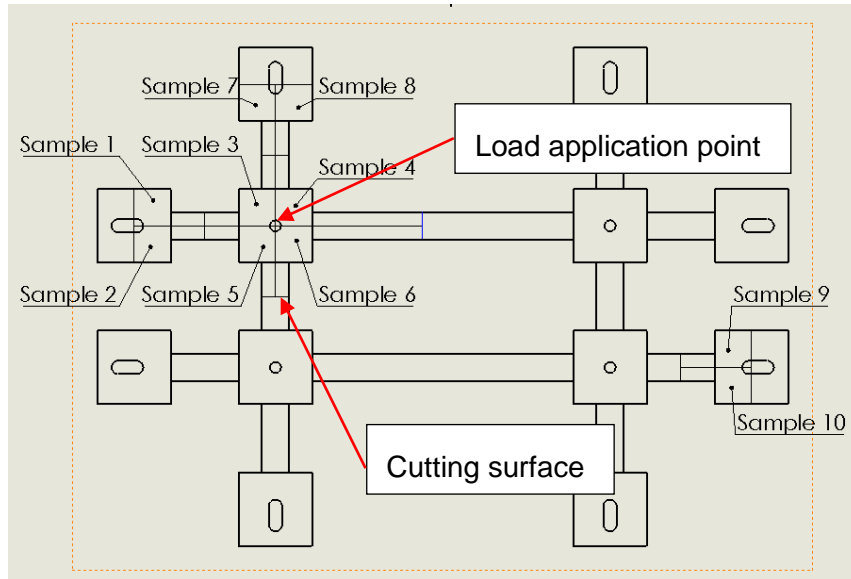 Sample 7
Sample 8
Load application point
Sample 1
Sample 3
Sample 4
Sample 2
Sample 5
Sample 6
Sample 9
Sample 10
Cutting surface